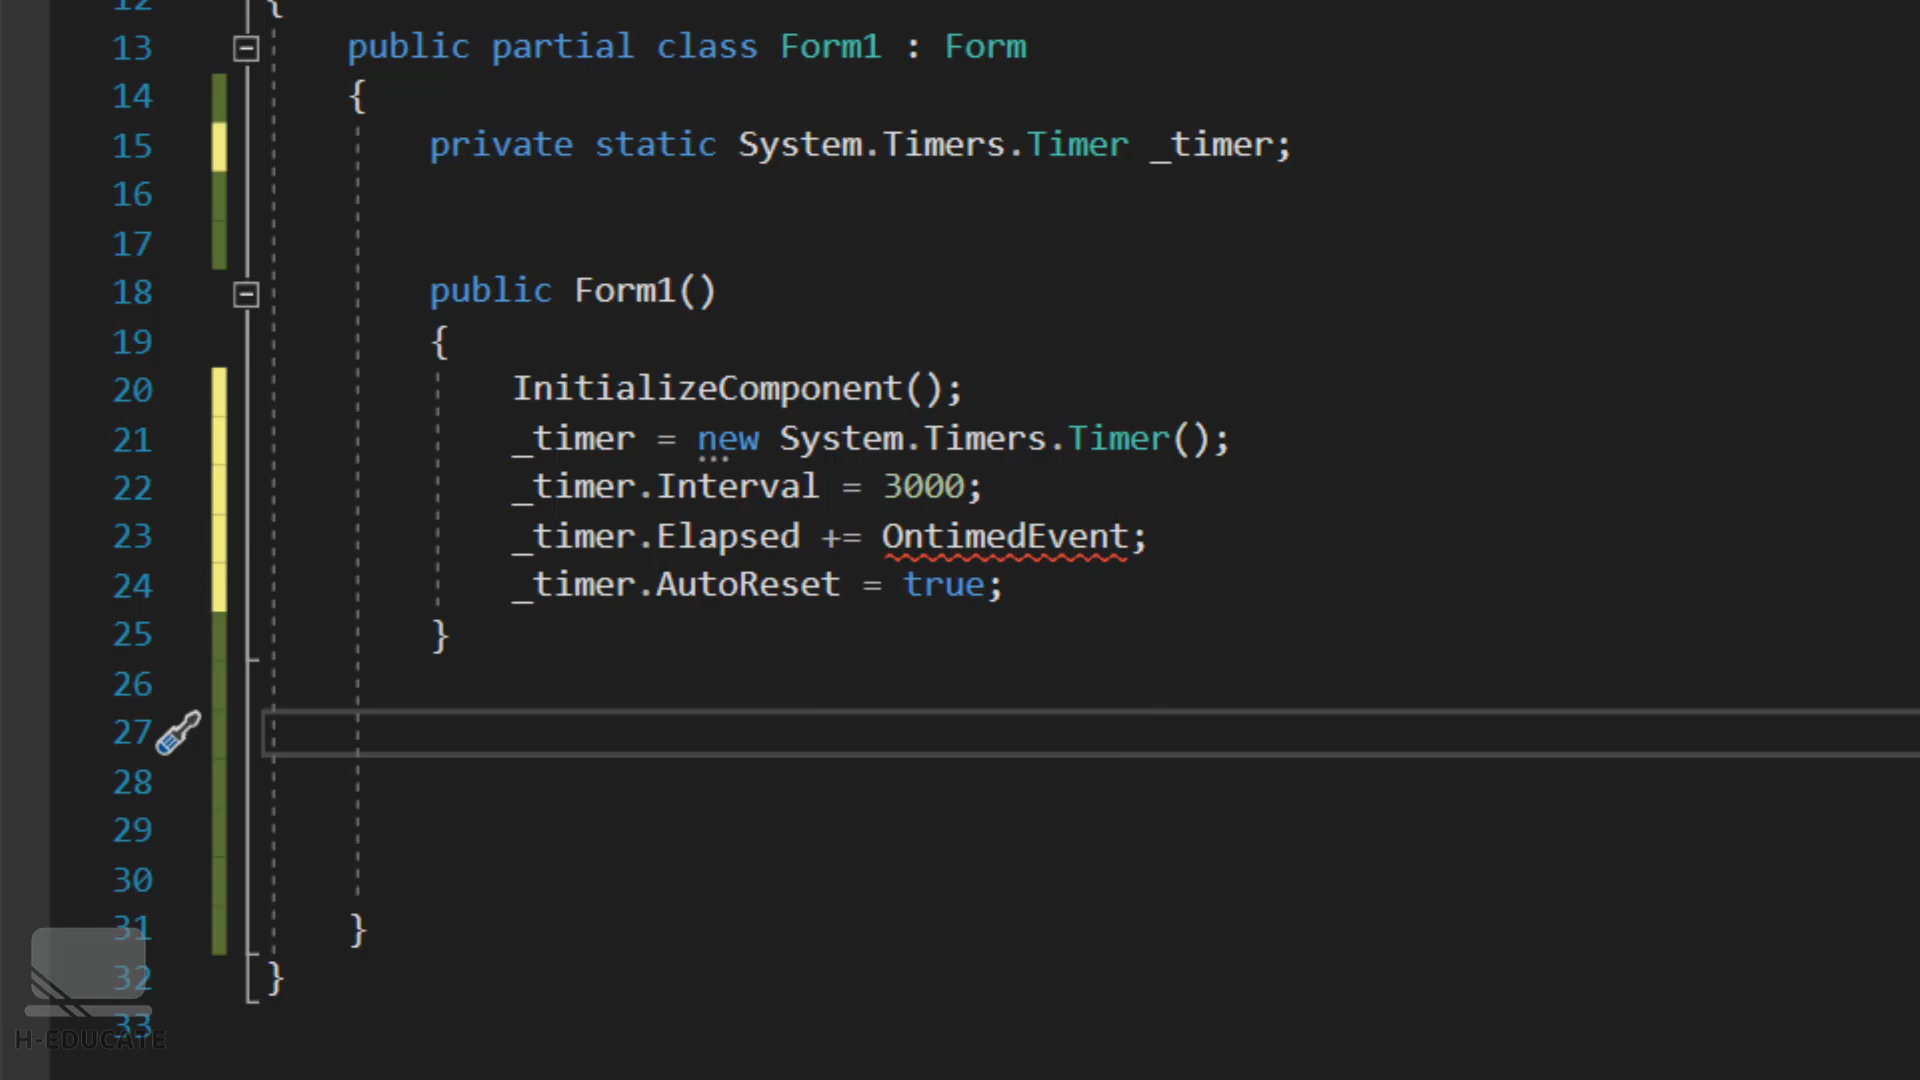 12 {
13 public partial class Form1 : Form
14 {
15 private static System.Timers.Timer _timer;
16
17
18 public Form1()
19 {
20 InitializeComponent();
21 _timer = new System.Timers.Timer();
22 _timer.Interval = 3000;
23 _timer.Elapsed += OntimedEvent;
24 _timer.AutoReset = true;
25 }
26
27
28
29
30
31 }
32 }
33
H-EDUCATE